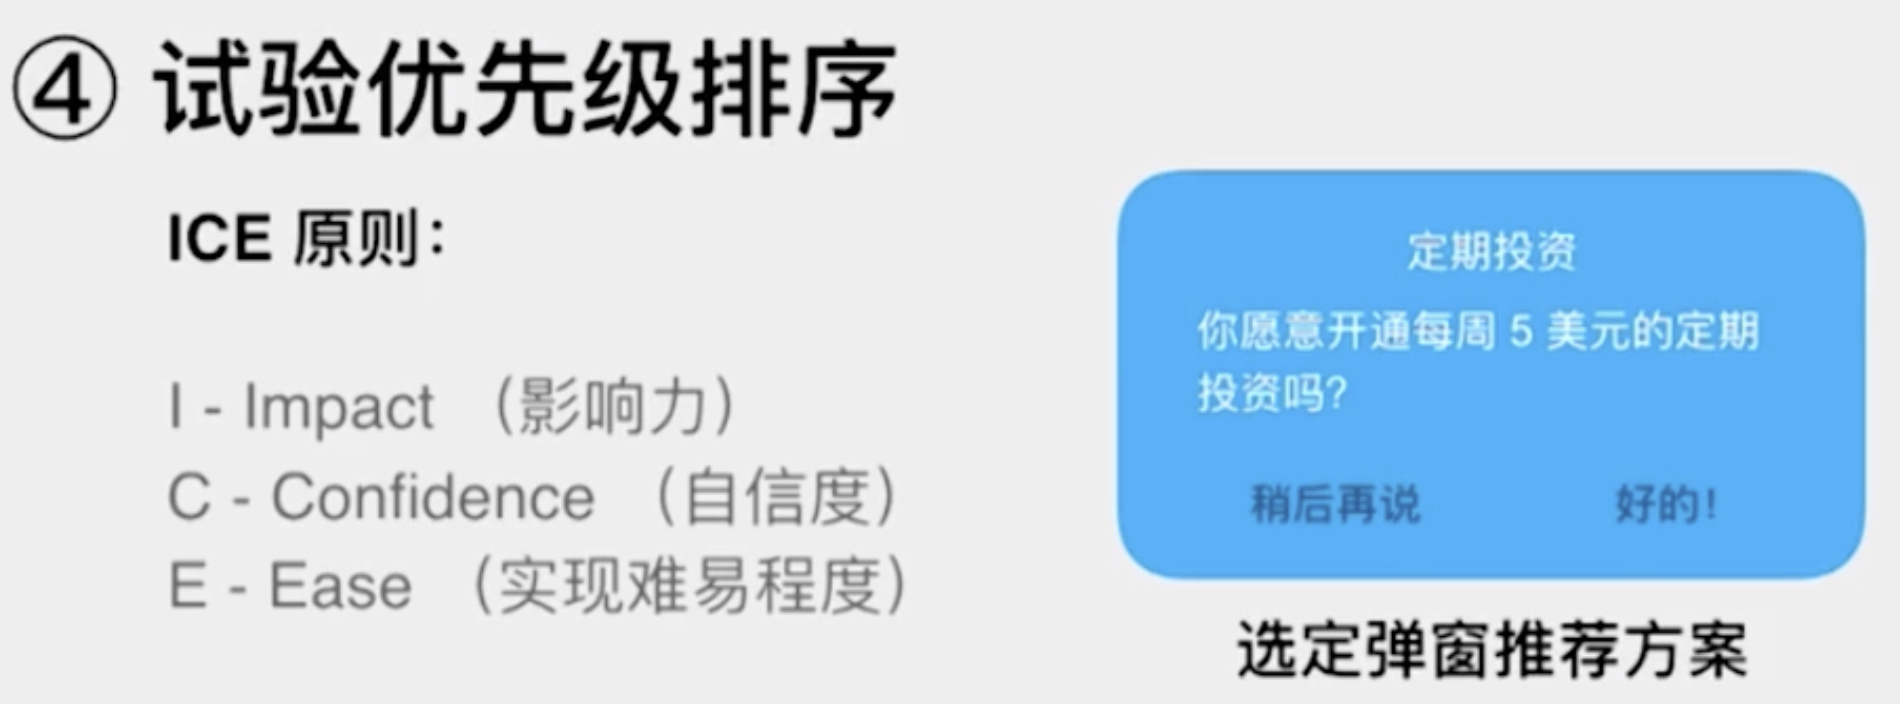 ④ 试验优先级排序
ICE 原则：
I - Impact （影响力）
C - Confidence （自信度）
E - Ease （实现难易程度）
定期投资
你愿意开通每周 5 美元的定期
投资吗？
稍后再说 好的！
选定弹窗推荐方案